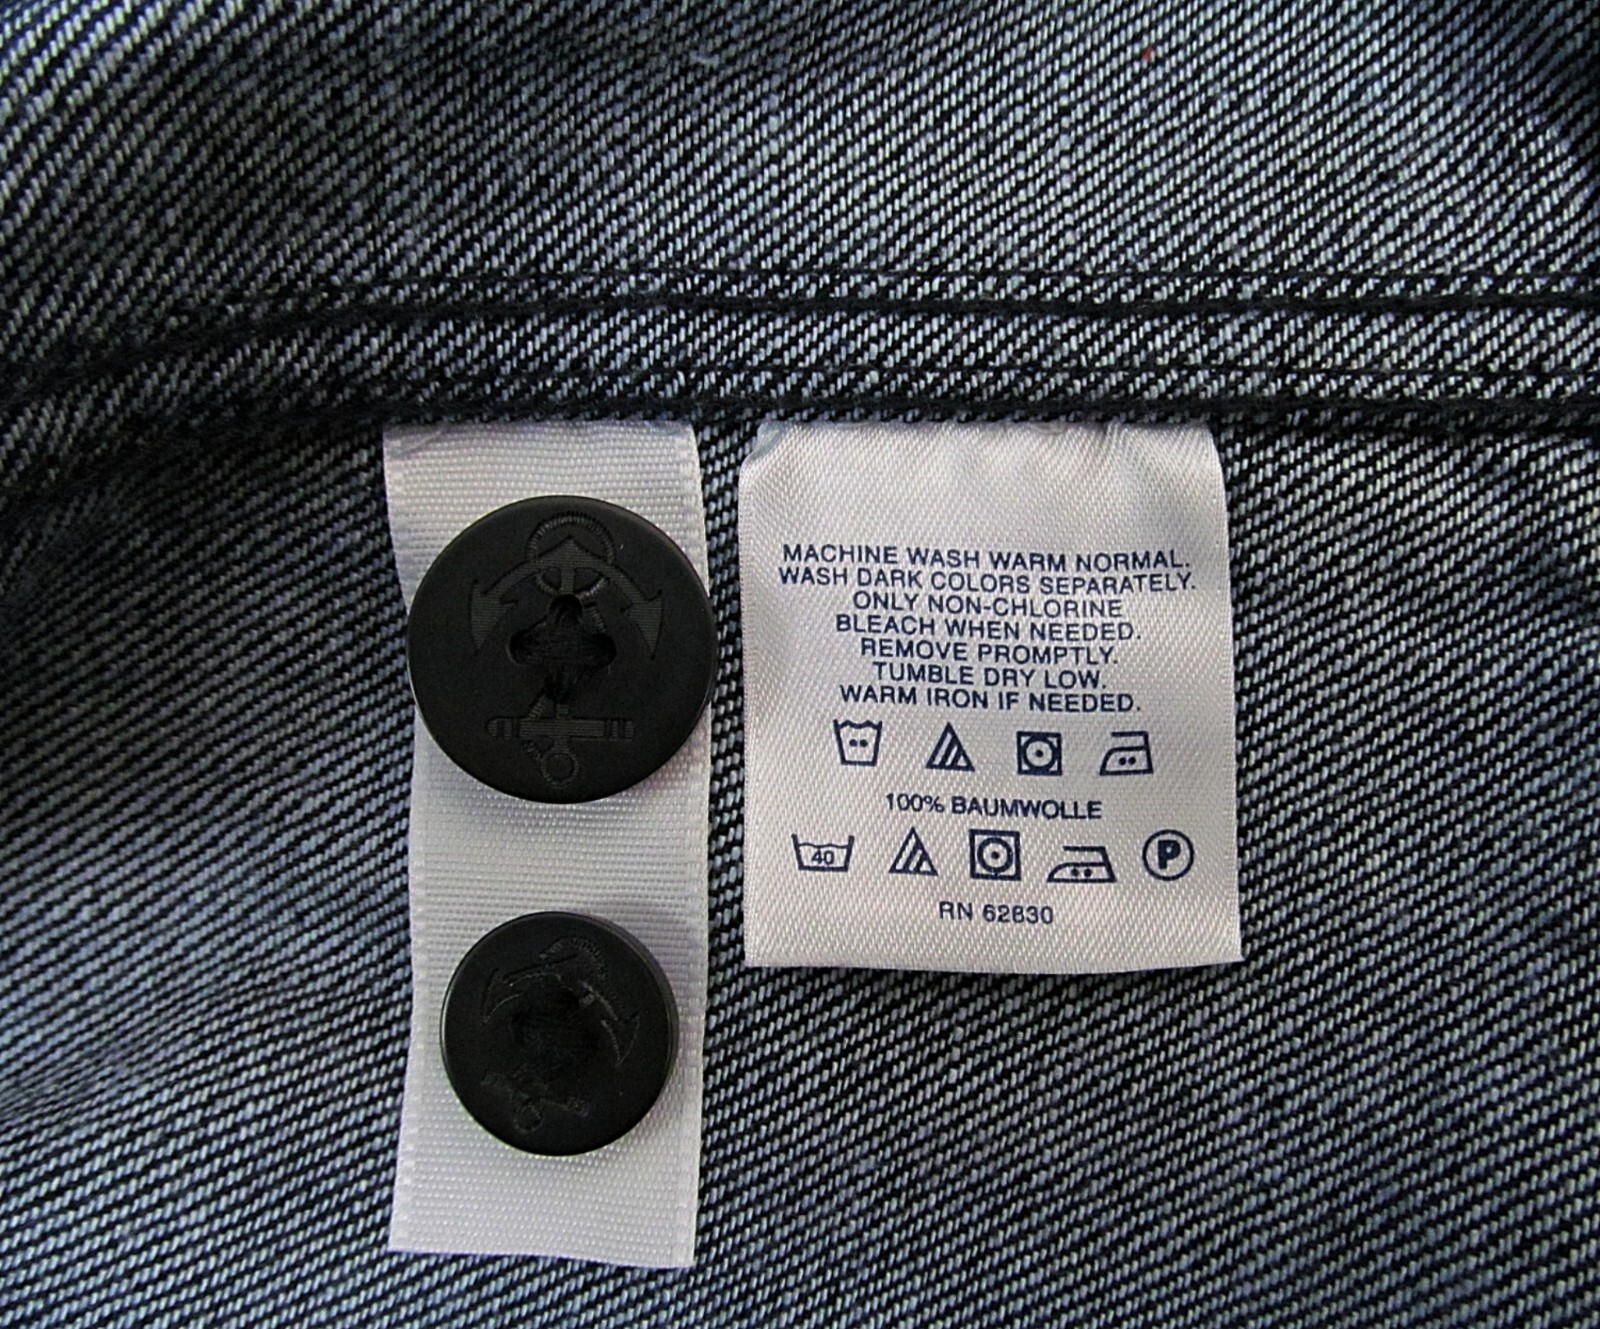 MACHINE WASH WARM NORMAL.
WASH DARK COLORS SEPARATELY.
ONLY NON-CHLORINE
BLEACH WHEN NEEDED.
REMOVE PROMPTLY.
TUMBLE DRY LOW.
WARM IRON IF NEEDED.
100% BAUMWOLLE
40 P
RN 62830